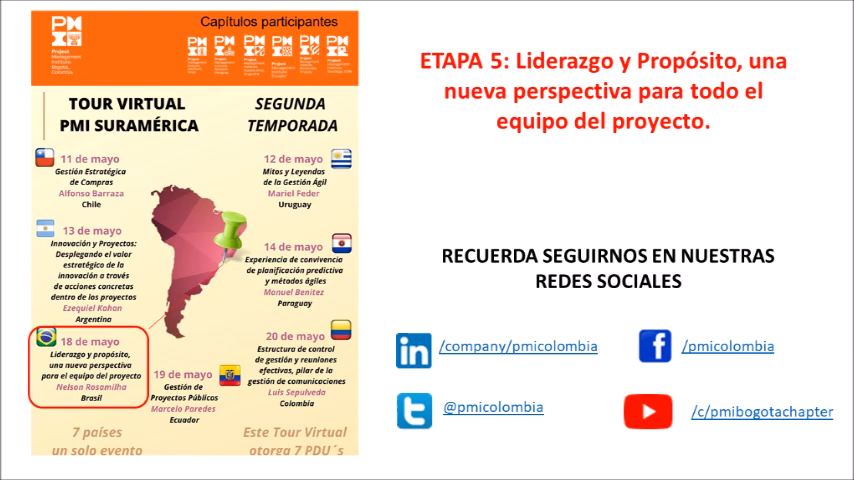 PMI
Project
Management
Institute.
Bogotá,
Colombia.
Capítulos participantes
TOUR VIRTUAL
PMI SURAMÉRICA
SEGUNDA
TEMPORADA
11 de mayo
Gestión Estratégica
de Compras
Alfonso Barraza
Chile
12 de mayo
Mitos y Leyendas
de la Gestión Ágil
Mariel Feder
Uruguay
13 de mayo
Innovación y Proyectos:
Desplegando el valor
estratégico de la
innovación a través
de acciones concretas
dentro de los proyectos
Ezequiel Kahan
Argentina
14 de mayo
Experiencia de convivencia
de planificación predictiva
y métodos ágiles
Manuel Benitez
Paraguay
18 de mayo
Liderazgo y propósito,
una nueva perspectiva
para el equipo del proyecto
Nelson Rosamilha
Brasil
19 de mayo
Gestión de
Proyectos Públicos
Marcelo Paredes
Ecuador
20 de mayo
Estructura de control
de gestión y reuniones
efectivas, pilar de la
gestión de comunicaciones
Luis Sepulveda
Colombia
7 países
un solo evento
Este Tour Virtual
otorga 7 PDU´s
ETAPA 5: Liderazgo y Propósito, una
nueva perspectiva para todo el
equipo del proyecto.
RECUERDA SEGUIRNOS EN NUESTRAS
REDES SOCIALES
in
/company/pmicolombia
f
/pmicolombia
@pmicolombia
/c/pmibogotachapter